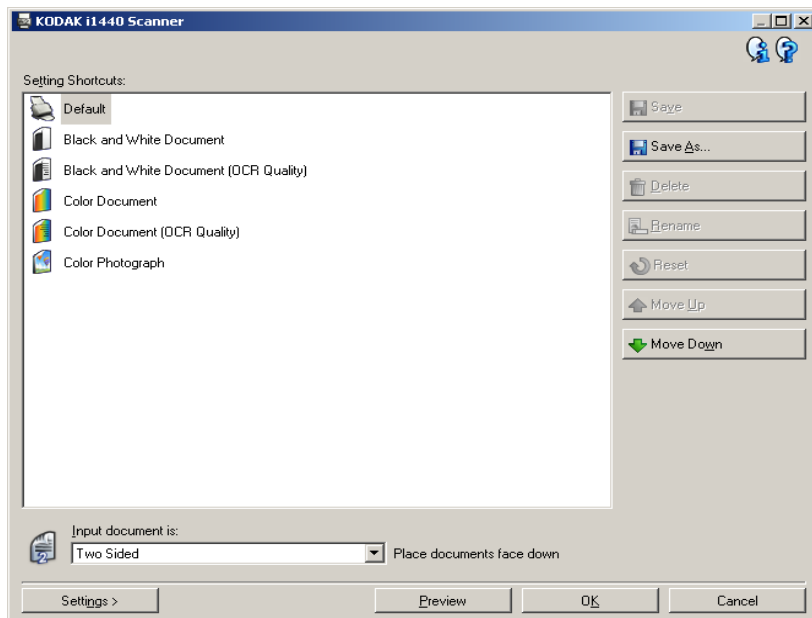 KODAK i1440 Scanner
Setting Shortcuts:
Default
Black and White Document
Black and White Document (OCR Quality)
Color Document
Color Document (OCR Quality)
Color Photograph
Save
Save As...
Delete
Rename
Reset
Move Up
Move Down
Input document is:
2
Two Sided
Place documents face down
Settings >
Preview
OK
Cancel